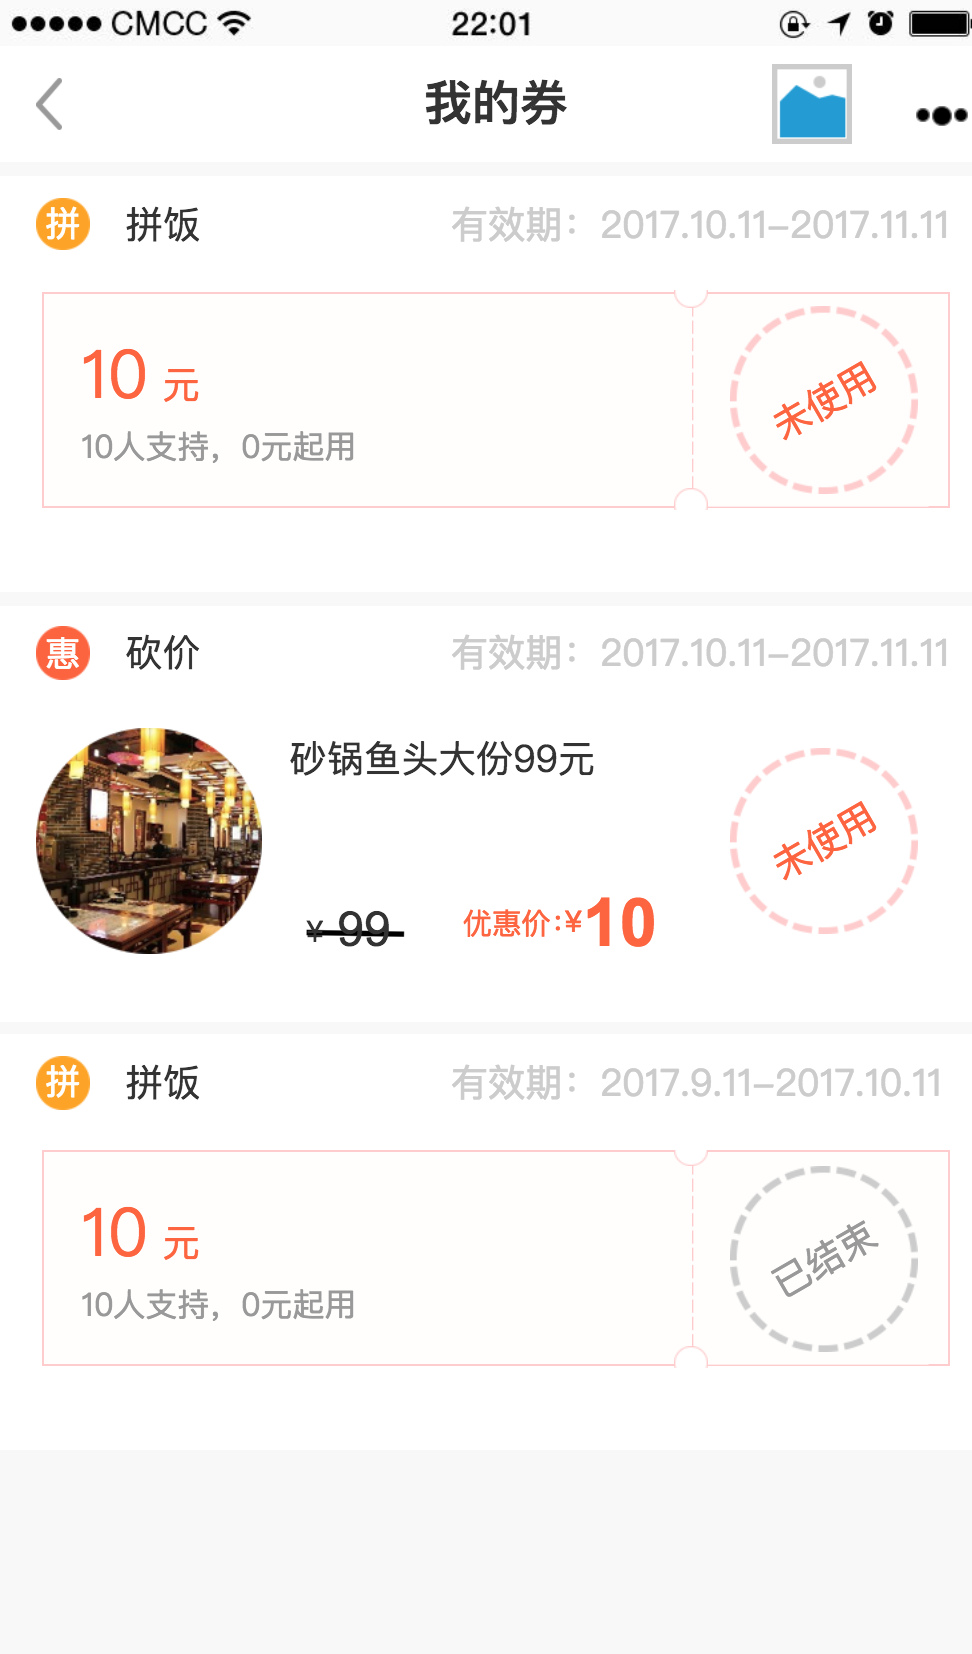 CMCC 22:01
我的券
拼 拼饭 有效期：2017.10.11-2017.11.11
10 元
10人支持，0元起用
未使用
惠 砍价 有效期：2017.10.11-2017.11.11
砂锅鱼头大份99元
未使用
¥ 99 优惠价:¥10
拼 拼饭 有效期：2017.9.11-2017.10.11
10 元
10人支持，0元起用
已结束